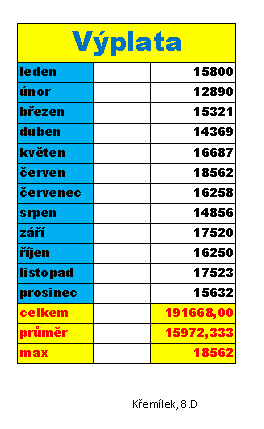 Výplata
leden 15800
únor 12890
březen 15321
duben 14369
květen 16687
červen 18562
červenec 16258
srpen 14856
září 17520
říjen 16250
listopad 17523
prosinec 15632
celkem 191668,00
průměr 15972,333
max 18562
Křemílek, 8.D